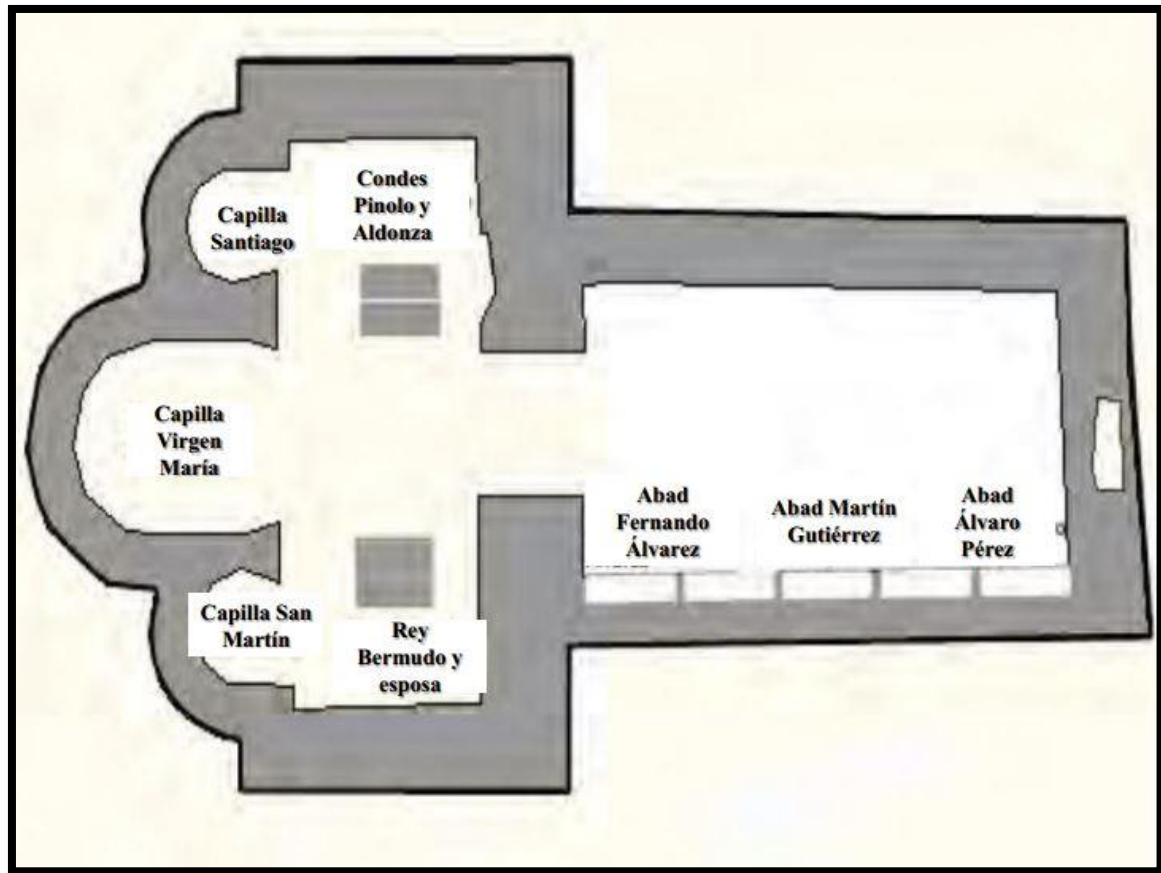 Condes
Pinolo y
Aldonza
Capilla
Santiago
Capilla
Virgen
María
Abad
Fernando
Álvarez
Abad Martín
Gutiérrez
Abad
Álvaro
Pérez
Capilla San
Martín
Rey
Bermudo y
esposa